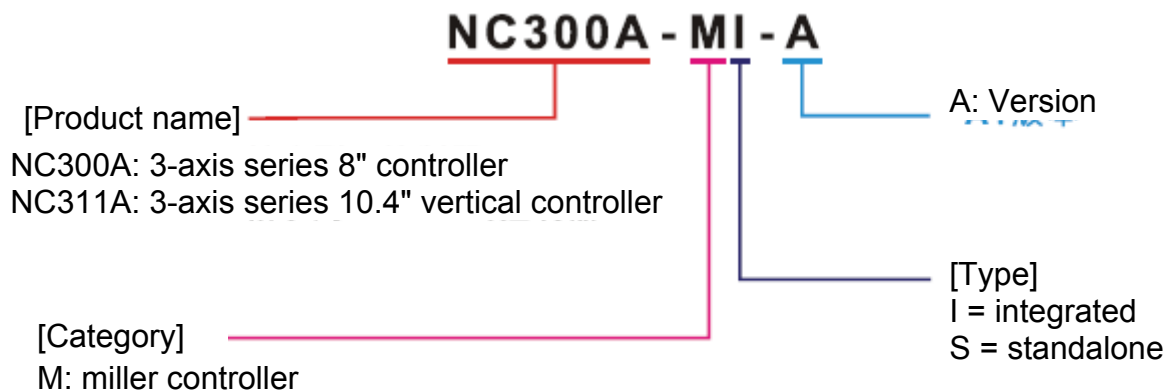 NC300A - MI - A
[Product name]
A: Version
NC300A: 3-axis series 8" controller
NC311A: 3-axis series 10.4" vertical controller
[Type]
I = integrated
S = standalone
[Category]
M: miller controller